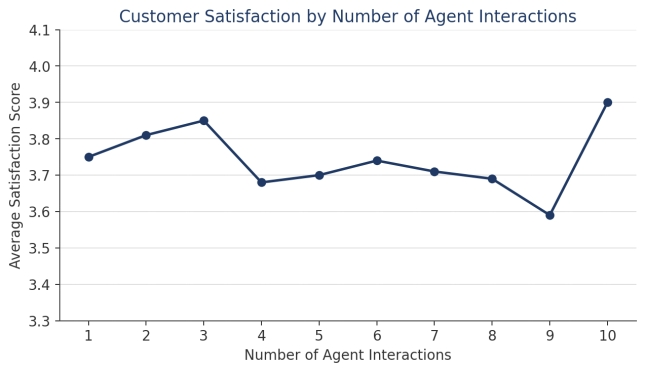 Customer Satisfaction by Number of Agent Interactions
4.1
4.0
3.9
3.8
3.7
3.6
3.5
3.4
3.3
Average Satisfaction Score
1 2 3 4 5 6 7 8 9 10
Number of Agent Interactions